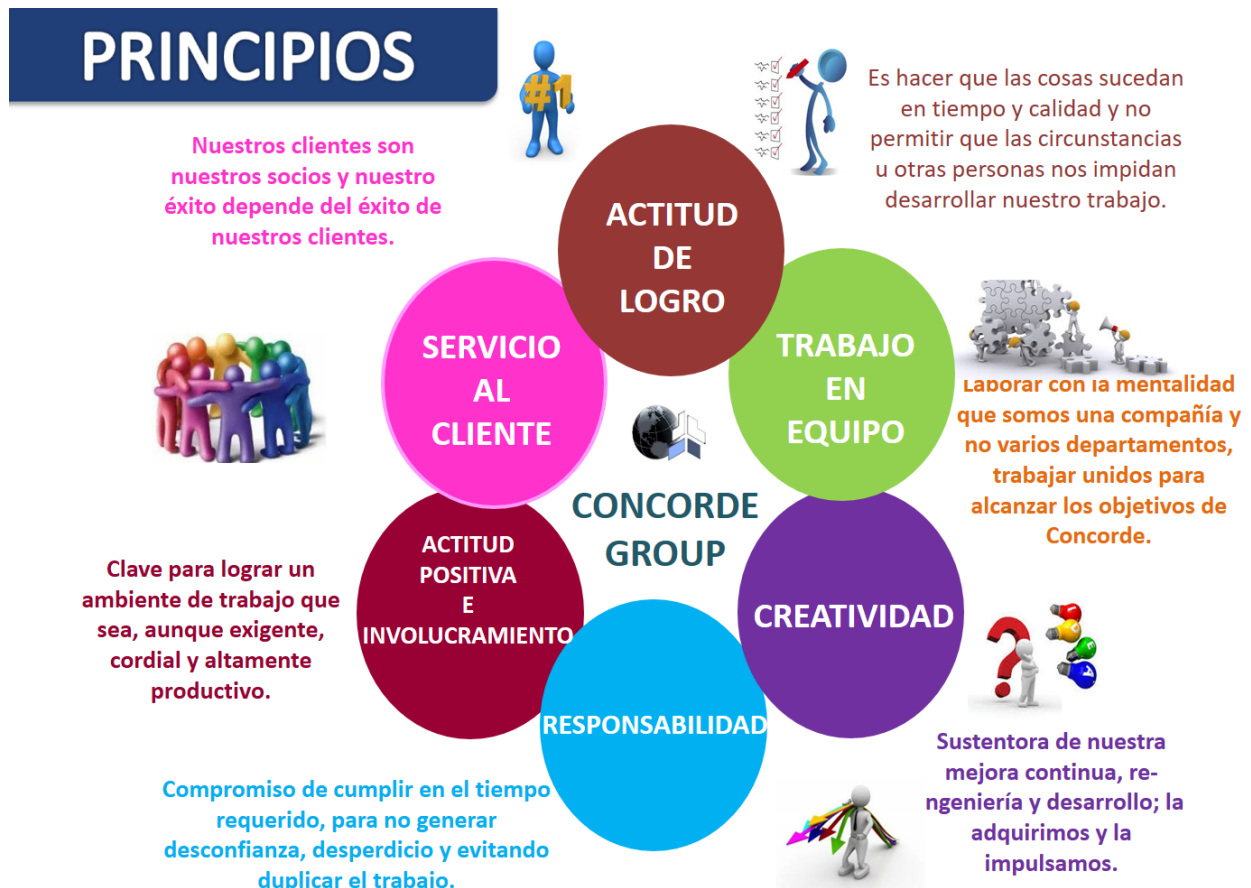 PRINCIPIOS
#1
Es hacer que las cosas sucedan
en tiempo y calidad y no
permitir que las circunstancias
u otras personas nos impidan
desarrollar nuestro trabajo.
Nuestros clientes son
nuestros socios y nuestro
éxito depende del éxito de
nuestros clientes.
ACTITUD
DE
LOGRO
SERVICIO
AL
CLIENTE
TRABAJO
EN
EQUIPO
Laborar con la mentalidad
que somos una compañía y
no varios departamentos,
trabajar unidos para
alcanzar los objetivos de
Concorde.
CONCORDE
GROUP
ACTITUD
POSITIVA
E
INVOLUCRAMIENTO
Clave para lograr un
ambiente de trabajo que
sea, aunque exigente,
cordial y altamente
productivo.
CREATIVIDAD
RESPONSABILIDAD
Sustentora de nuestra
mejora continua, re-
ngeniería y desarrollo; la
adquirimos y la
impulsamos.
Compromiso de cumplir en el tiempo
requerido, para no generar
desconfianza, desperdicio y evitando
duplicar el trabajo.